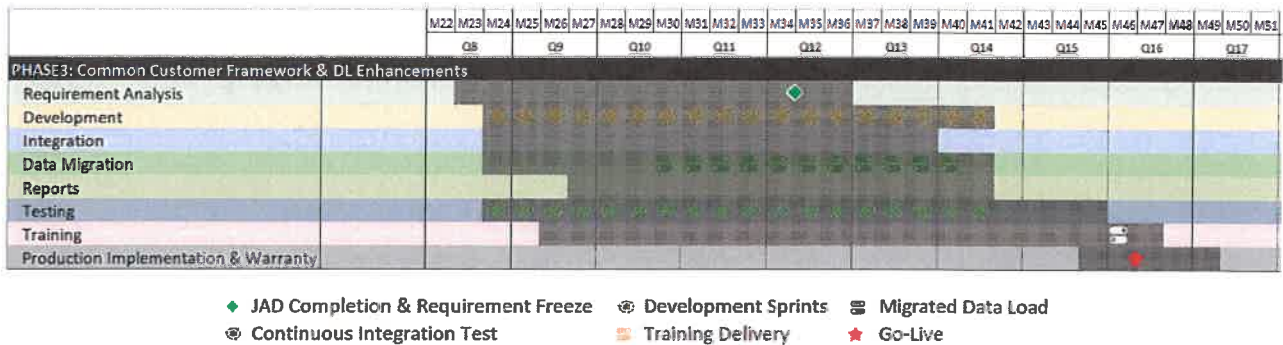 M22 M23 M24 M25 M26 M27 M28 M29 M30 M31 M32 M33 M34 M35 M36 M37 M38 M39 M40 M41 M42 M43 M44 M45 M46 M47 M48 M49 M50 M51
Q8 Q9 Q10 Q11 Q12 Q13 Q14 Q15 Q16 Q17
PHASE3: Common Customer Framework & DL Enhancements
Requirement Analysis
Development
Integration
Data Migration
Reports
Testing
Training
Production Implementation & Warranty
JAD Completion & Requirement Freeze Development Sprints Migrated Data Load
Continuous Integration Test Training Delivery Go-Live